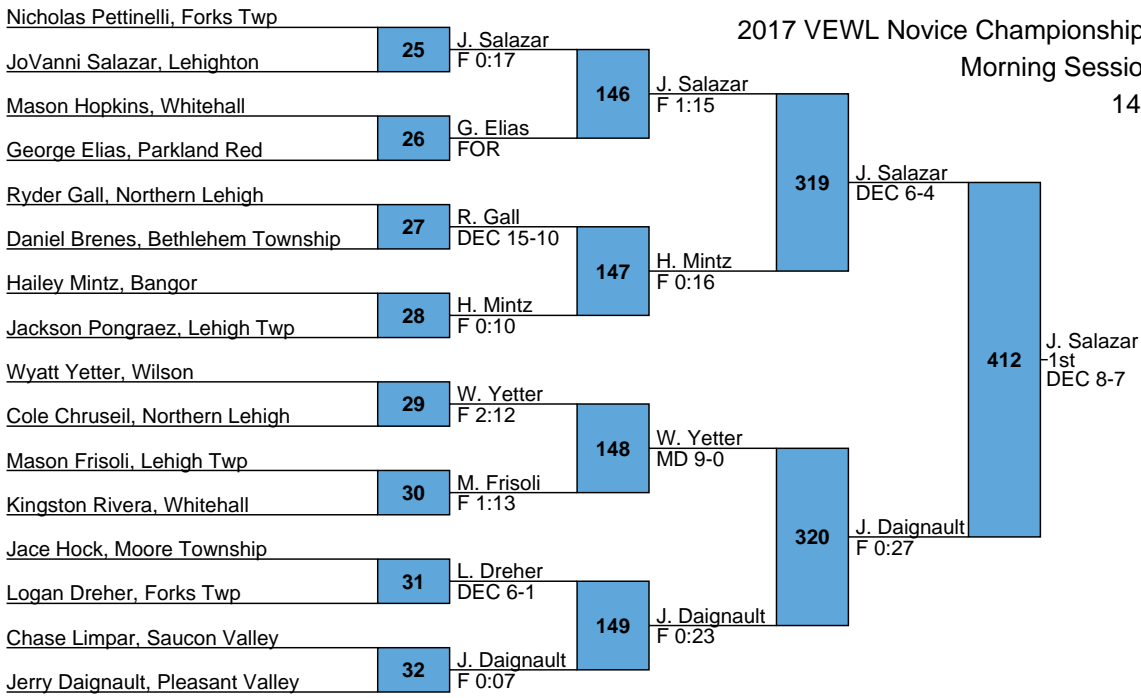 2017 VEWL Novice Championship
Morning Sessio
14
Nicholas Pettinelli, Forks Twp
25
J. Salazar
F 0:17
JoVanni Salazar, Lehighton
146
J. Salazar
F 1:15
Mason Hopkins, Whitehall
26
G. Elias
FOR
George Elias, Parkland Red
319
J. Salazar
DEC 6-4
Ryder Gall, Northern Lehigh
27
R. Gall
DEC 15-10
Daniel Brenes, Bethlehem Township
147
H. Mintz
F 0:16
Hailey Mintz, Bangor
28
H. Mintz
F 0:10
Jackson Pongraez, Lehigh Twp
412
J. Salazar
1st
DEC 8-7
Wyatt Yetter, Wilson
29
W. Yetter
F 2:12
Cole Chruseil, Northern Lehigh
148
W. Yetter
MD 9-0
Mason Frisoli, Lehigh Twp
30
M. Frisoli
F 1:13
Kingston Rivera, Whitehall
320
J. Daignault
F 0:27
Jace Hock, Moore Township
31
L. Dreher
DEC 6-1
Logan Dreher, Forks Twp
149
J. Daignault
F 0:23
Chase Limpar, Saucon Valley
32
J. Daignault
F 0:07
Jerry Daignault, Pleasant Valley